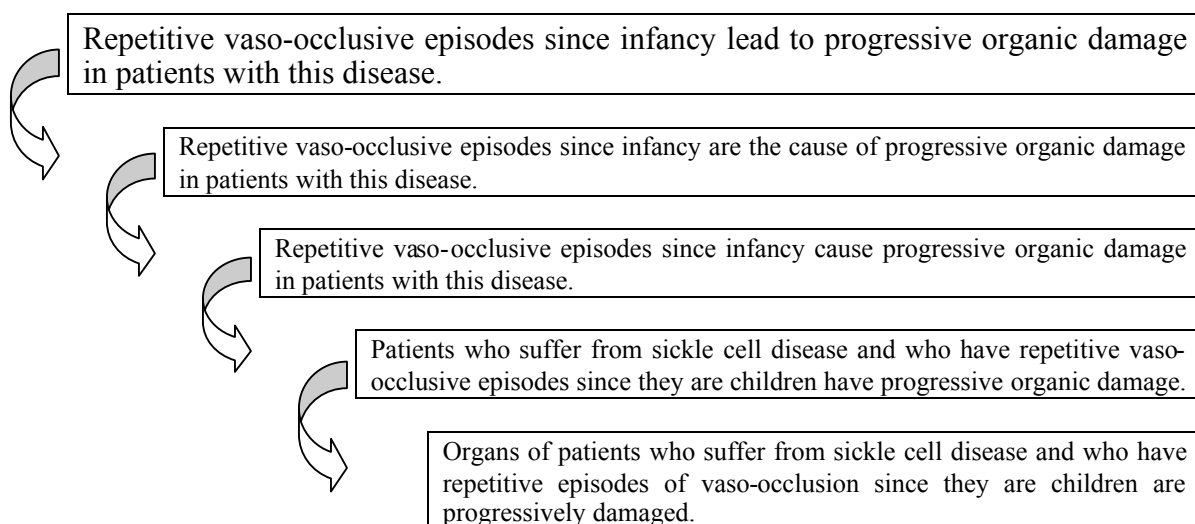 Repetitive vaso-occlusive episodes since infancy lead to progressive organic damage
in patients with this disease.
Repetitive vaso-occlusive episodes since infancy are the cause of progressive organic damage
in patients with this disease.
Repetitive vaso-occlusive episodes since infancy cause progressive organic damage
in patients with this disease.
Patients who suffer from sickle cell disease and who have repetitive vaso-
occlusive episodes since they are children have progressive organic damage.
Organs of patients who suffer from sickle cell disease and who have
repetitive episodes of vaso-occlusion since they are children are
progressively damaged.